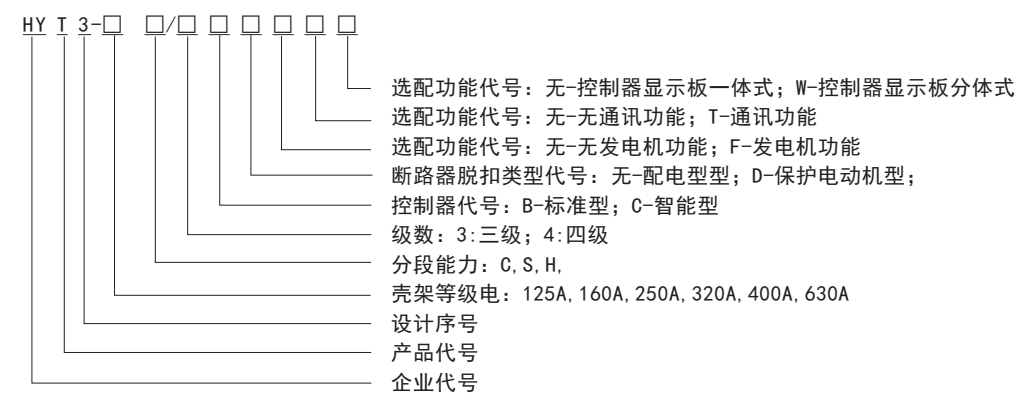 HY T 3-□ □/□ □ □ □ □ □
选配功能代号：无-控制器显示板一体式；W-控制器显示板分体式
选配功能代号：无-无通讯功能；T-通讯功能
选配功能代号：无-无发电机功能；F-发电机功能
断路器脱扣类型代号：无-配电型型；D-保护电动机型；
控制器代号：B-标准型；C-智能型
级数：3:三级；4:四级
分段能力：C,S,H,
壳架等级电：125A,160A,250A,320A,400A,630A
设计序号
产品代号
企业代号